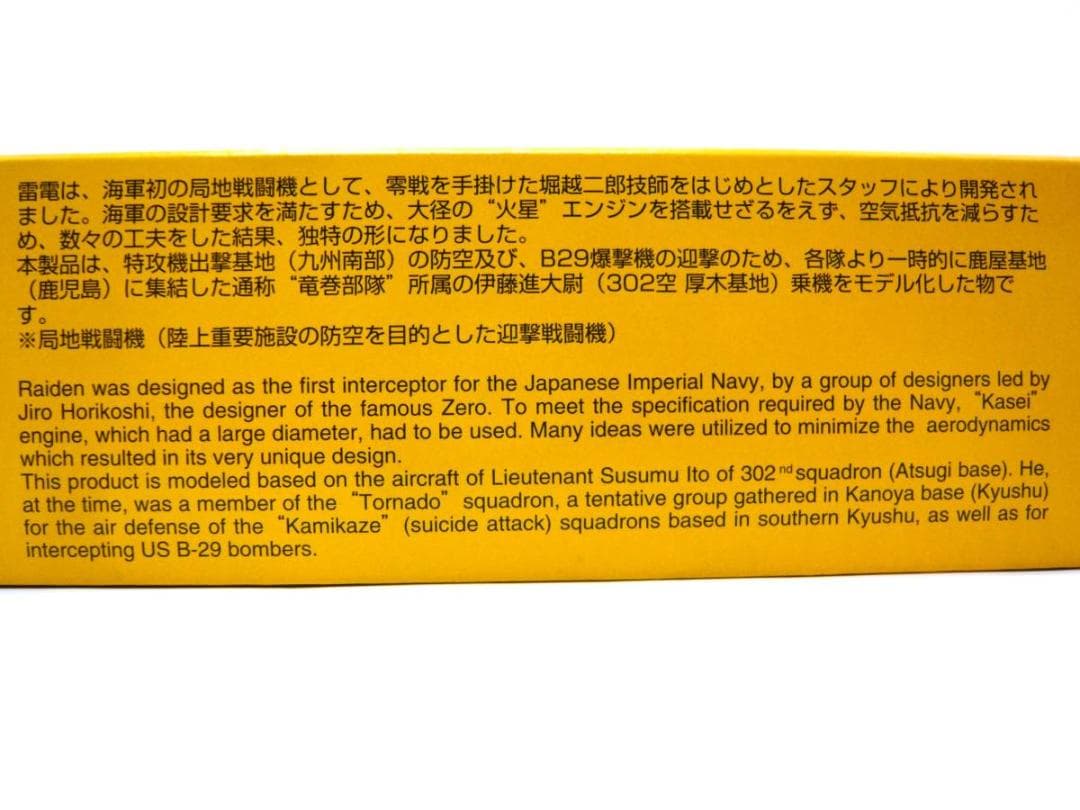 雷電は、海軍初の局地戦闘機として、零戦を手掛けた堀越二郎技師をはじめとしたスタッフにより開発され
ました。海軍の設計要求を満たすため、大径の“火星”エンジンを搭載せざるをえず、空気抵抗を減らすた
め、数々の工夫をした結果、独特の形になりました。
本製品は、特攻機出撃基地（九州南部）の防空及び、B29爆撃機の迎撃のため、各隊より一時的に鹿屋基地
（鹿児島）に集結した通称“竜巻部隊”所属の伊藤進大尉（302空 厚木基地）乗機をモデル化した物で
す。
※局地戦闘機（陸上重要施設の防空を目的とした迎撃戦闘機）
Raiden was designed as the first interceptor for the Japanese Imperial Navy, by a group of designers led by
Jiro Horikoshi, the designer of the famous Zero. To meet the specification required by the Navy, “Kasei”
engine, which had a large diameter, had to be used. Many ideas were utilized to minimize the aerodynamics
which resulted in its very unique design.
This product is modeled based on the aircraft of Lieutenant Susumu Ito of 302nd squadron (Atsugi base). He,
at the time, was a member of the “Tornado” squadron, a tentative group gathered in Kanoya base (Kyushu)
for the air defense of the “Kamikaze” (suicide attack) squadrons based in southern Kyushu, as well as for
intercepting US B-29 bombers.